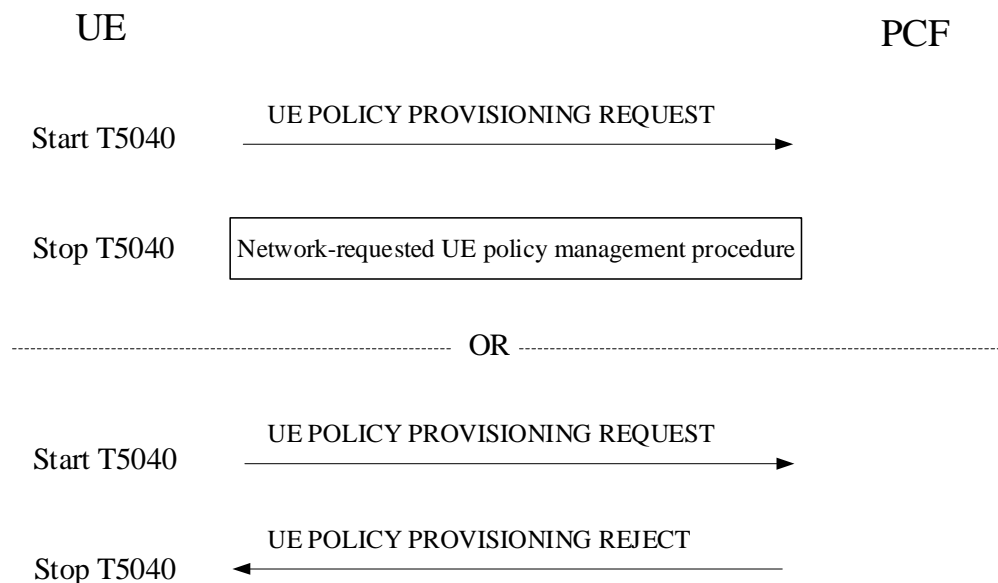 UE
PCF
UE POLICY PROVISIONING REQUEST
Start T5040
Stop T5040
Network-requested UE policy management procedure
OR
UE POLICY PROVISIONING REQUEST
Start T5040
UE POLICY PROVISIONING REJECT
Stop T5040